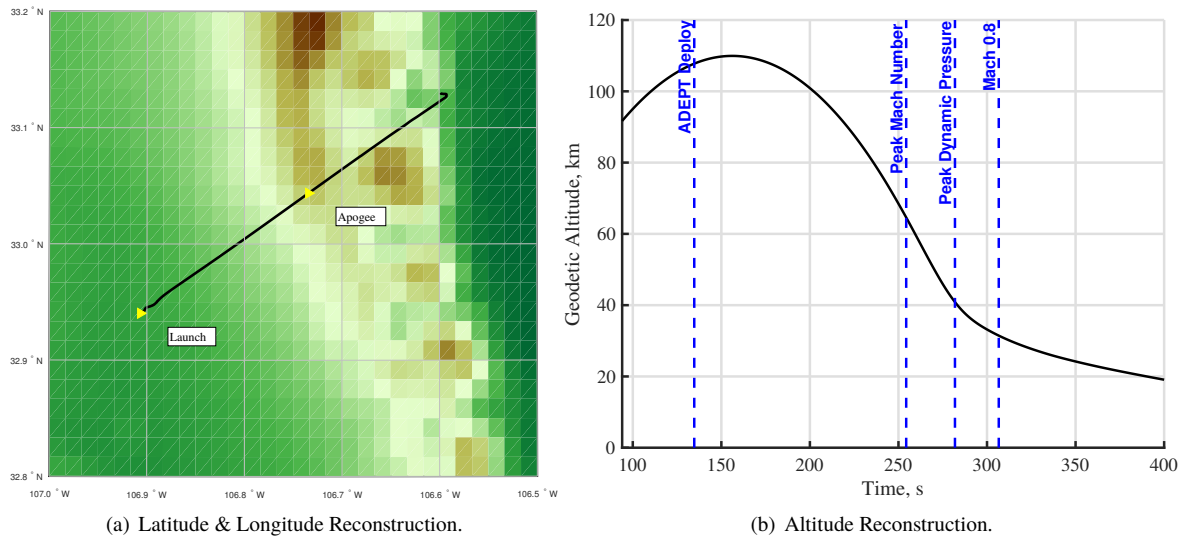 33.2 ° N
33.1 ° N
33.0 ° N
32.9 ° N
32.8 ° N
107.0 ° W
106.9 ° W
106.8 ° W
106.7 ° W
106.6 ° W
106.5 ° W
Apogee
Launch
(a) Latitude & Longitude Reconstruction.
120
100
80
60
40
20
0
Geodetic Altitude, km
ADEPT Deploy
Peak Mach Number
Peak Dynamic Pressure
Mach 0.8
100
150
200
250
300
350
400
Time, s
(b) Altitude Reconstruction.